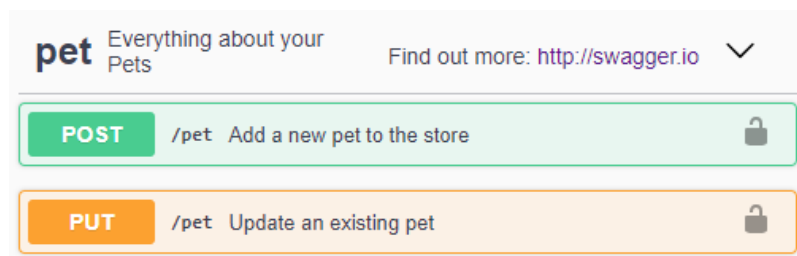 pet Everything about your
Pets
Find out more: http://swagger.io
POST /pet Add a new pet to the store
PUT /pet Update an existing pet